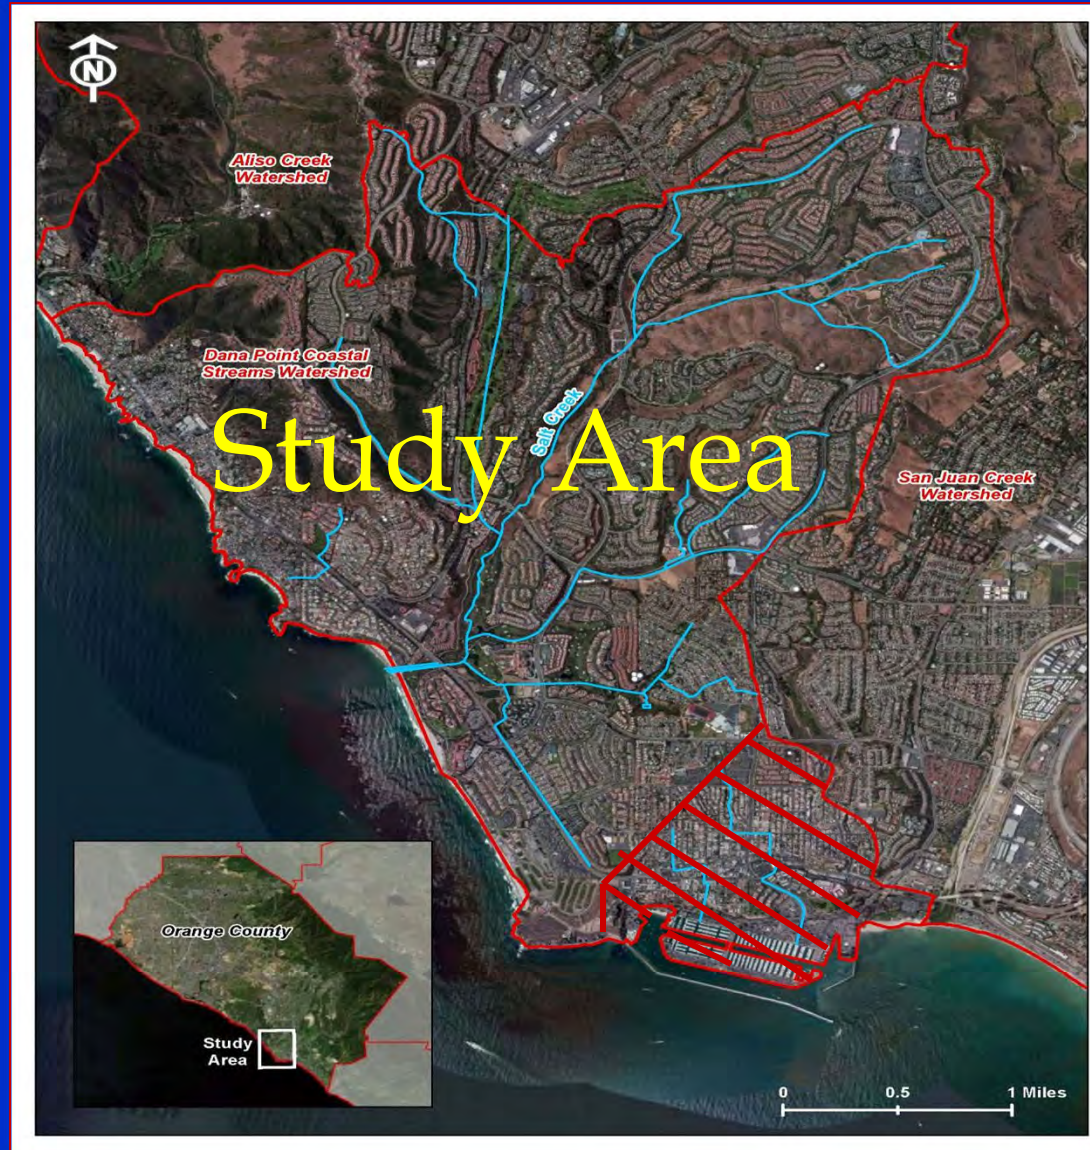 N
Aliso Creek
Watershed
Dana Point Coastal
Streams Watershed
Salt Creek
Study Area
San Juan Creek
Watershed
Orange County
Study
Area
0 0.5 1 Miles